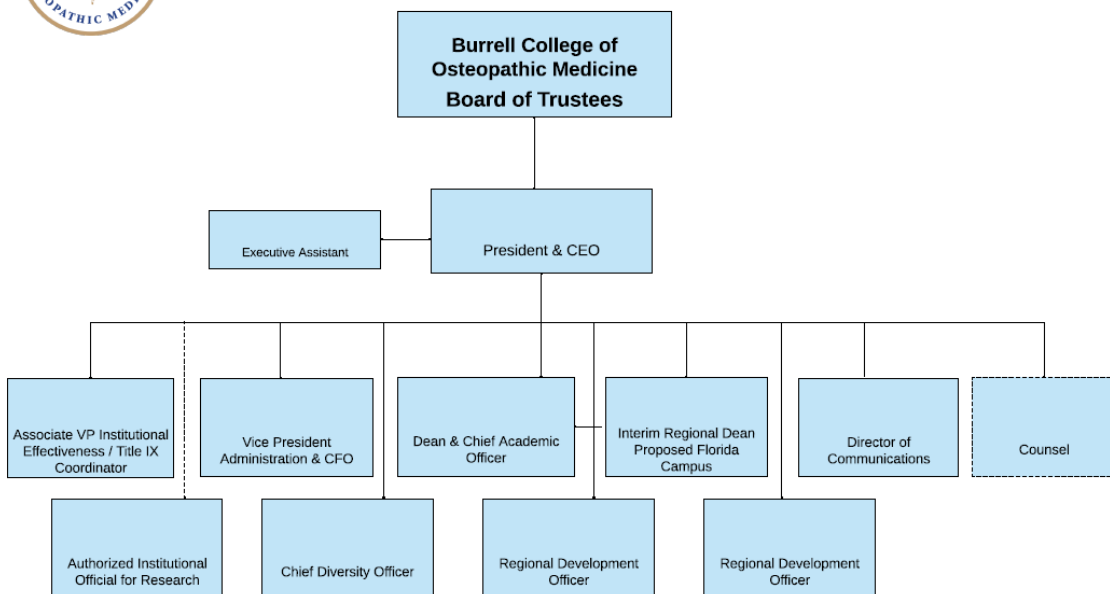 OPATHIC MED
Burrell College of
Osteopathic Medicine
Board of Trustees
Executive Assistant
President & CEO
Associate VP Institutional
Effectiveness / Title IX
Coordinator
Vice President
Administration & CFO
Dean & Chief Academic
Officer
Interim Regional Dean
Proposed Florida
Campus
Director of
Communications
Counsel
Authorized Institutional
Official for Research
Chief Diversity Officer
Regional Development
Officer
Regional Development
Officer